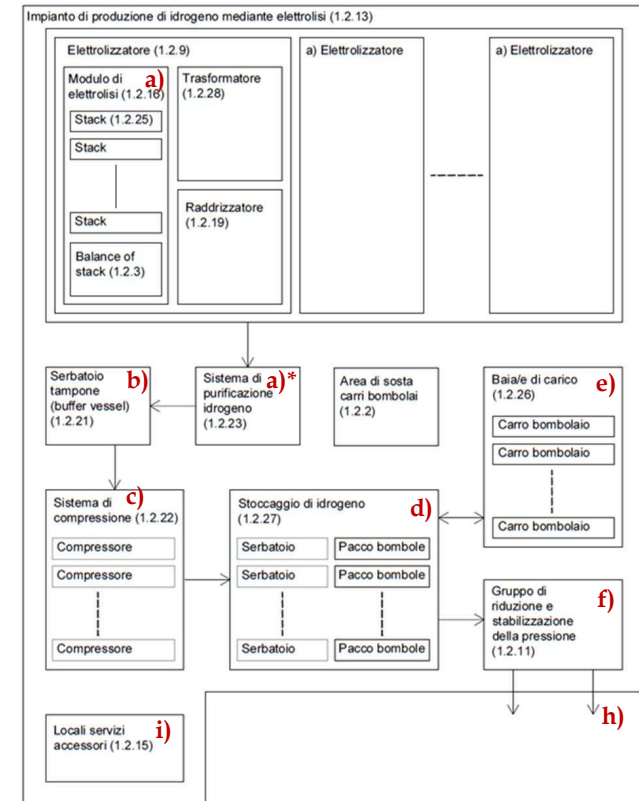 Impianto di produzione di idrogeno mediante elettrolisi (1.2.13)
Elettrolizzatore (1.2.9)
Modulo di
elettrolisi (1.2.16)
a)
Stack (1.2.25)
Stack
Stack
Balance of
stack (1.2.3)
Trasformatore
(1.2.28)
Raddrizzatore
(1.2.19)
a) Elettrolizzatore
a) Elettrolizzatore
Serbatoio
tampone
(buffer vessel)
(1.2.21)
b)
Sistema di
purificazione
idrogeno
(1.2.23)
a)*
Area di sosta
carri bombolai
(1.2.2)
Baia/e di carico
(1.2.26)
e)
Carro bombolaio
Carro bombolaio
Carro bombolaio
Sistema di
compressione (1.2.22)
c)
Compressore
Compressore
Compressore
Stoccaggio di idrogeno
(1.2.27)
d)
Serbatoio
Pacco bombole
Serbatoio
Pacco bombole
Serbatoio
Pacco bombole
Gruppo di
riduzione e
stabilizzazione
della pressione
(1.2.11)
f)
h)
Locali servizi
accessori (1.2.15)
i)